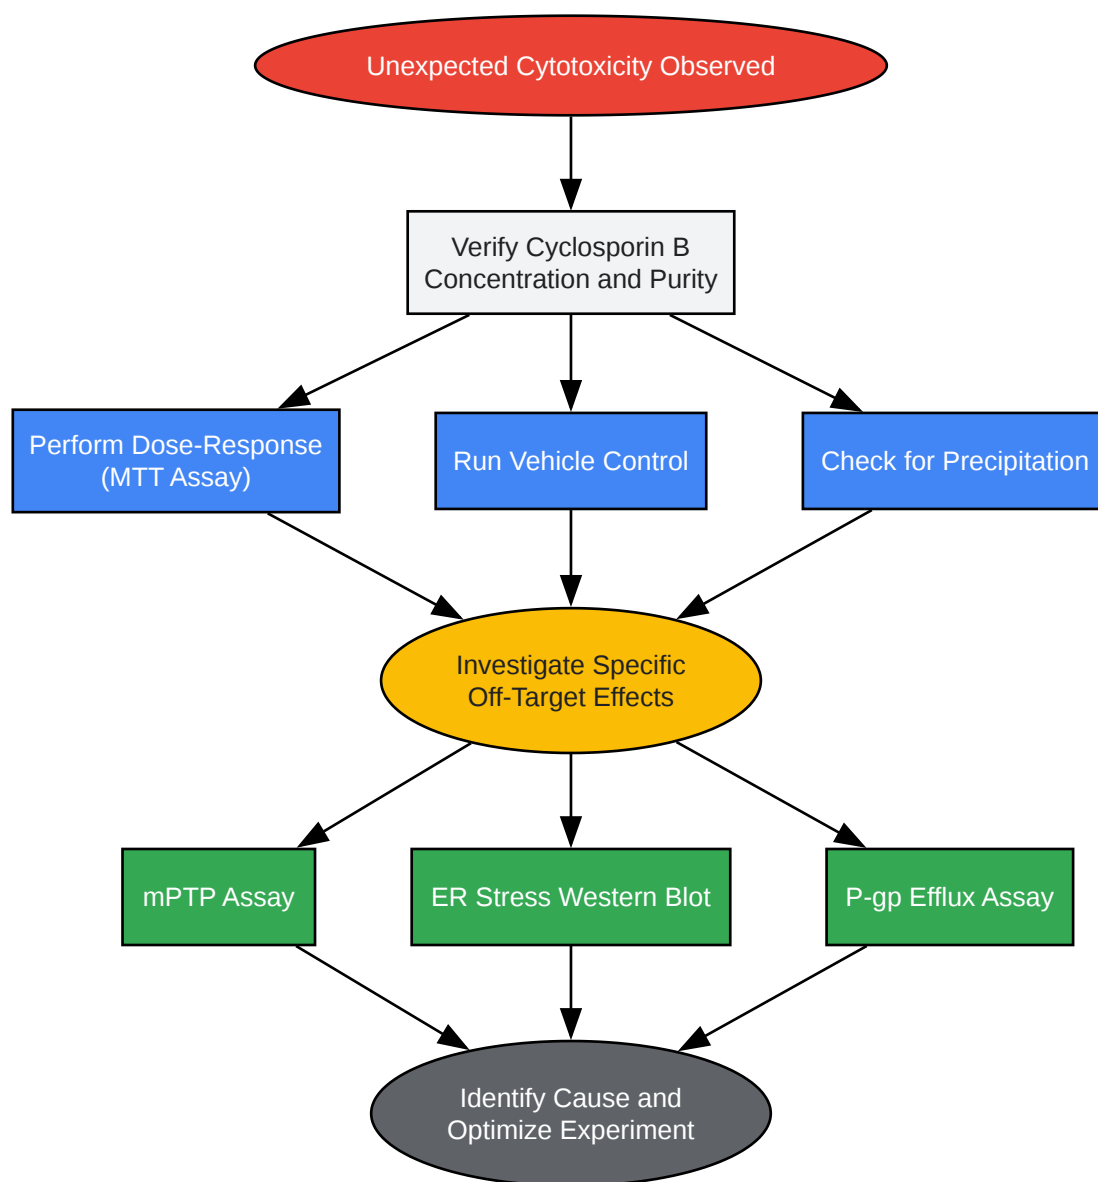 Unexpected Cytotoxicity Observed
Verify Cyclosporin B
Concentration and Purity
Perform Dose-Response
(MTT Assay)
Run Vehicle Control
Check for Precipitation
Investigate Specific
Off-Target Effects
mPTP Assay
ER Stress Western Blot
P-gp Efflux Assay
Identify Cause and
Optimize Experiment